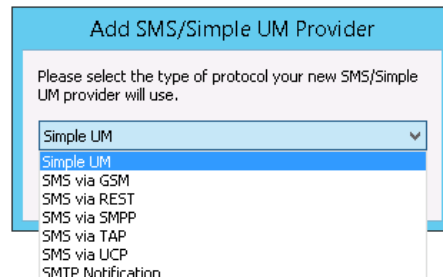 Add SMS/Simple UM Provider
Please select the type of protocol your new SMS/Simple
UM provider will use.
Simple UM
Simple UM
SMS via GSM
SMS via REST
SMS via SMPP
SMS via TAP
SMS via UCP
SMTP Notification